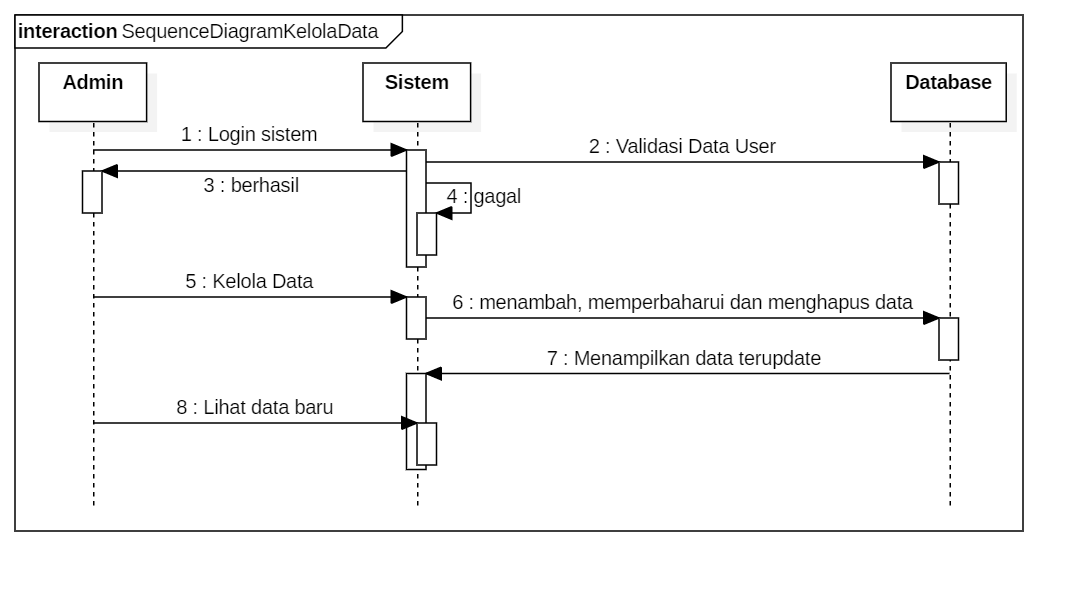 interaction SequenceDiagramKelolaData
Admin
Sistem
Database
1 : Login sistem
2 : Validasi Data User
3 : berhasil
4 : gagal
5 : Kelola Data
6 : menambah, memperbaharui dan menghapus data
7 : Menampilkan data terupdate
8 : Lihat data baru